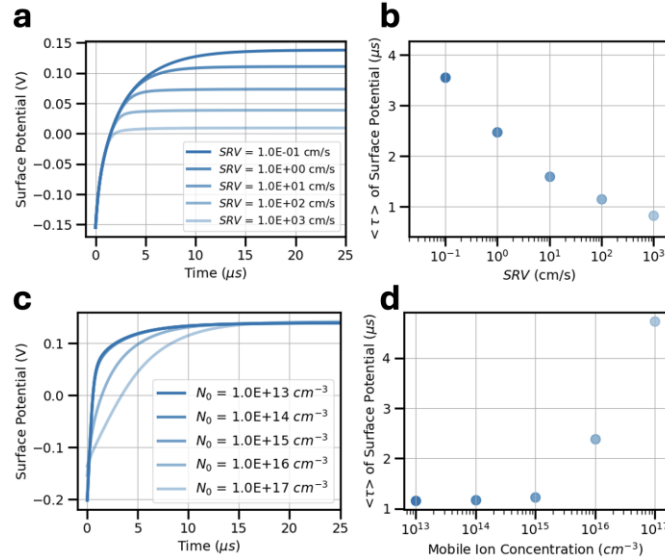 a
Surface Potential (V)
0.15
0.10
0.05
0.00
−0.05
−0.10
−0.15
SRV = 1.0E-01 cm/s
SRV = 1.0E+00 cm/s
SRV = 1.0E+01 cm/s
SRV = 1.0E+02 cm/s
SRV = 1.0E+03 cm/s
0 5 10 15 20 25
Time (μs)
b
<τ> of Surface Potential (μs)
4
3
2
1
10⁻¹ 10⁰ 10¹ 10² 10³
SRV (cm/s)
c
Surface Potential (V)
0.1
0.0
−0.1
−0.2
N₀ = 1.0E+13 cm⁻³
N₀ = 1.0E+14 cm⁻³
N₀ = 1.0E+15 cm⁻³
N₀ = 1.0E+16 cm⁻³
N₀ = 1.0E+17 cm⁻³
0 5 10 15 20 25
Time (μs)
d
<τ> of Surface Potential (μs)
4
3
2
1
10¹³ 10¹⁴ 10¹⁵ 10¹⁶ 10¹⁷
Mobile Ion Concentration (cm⁻³)